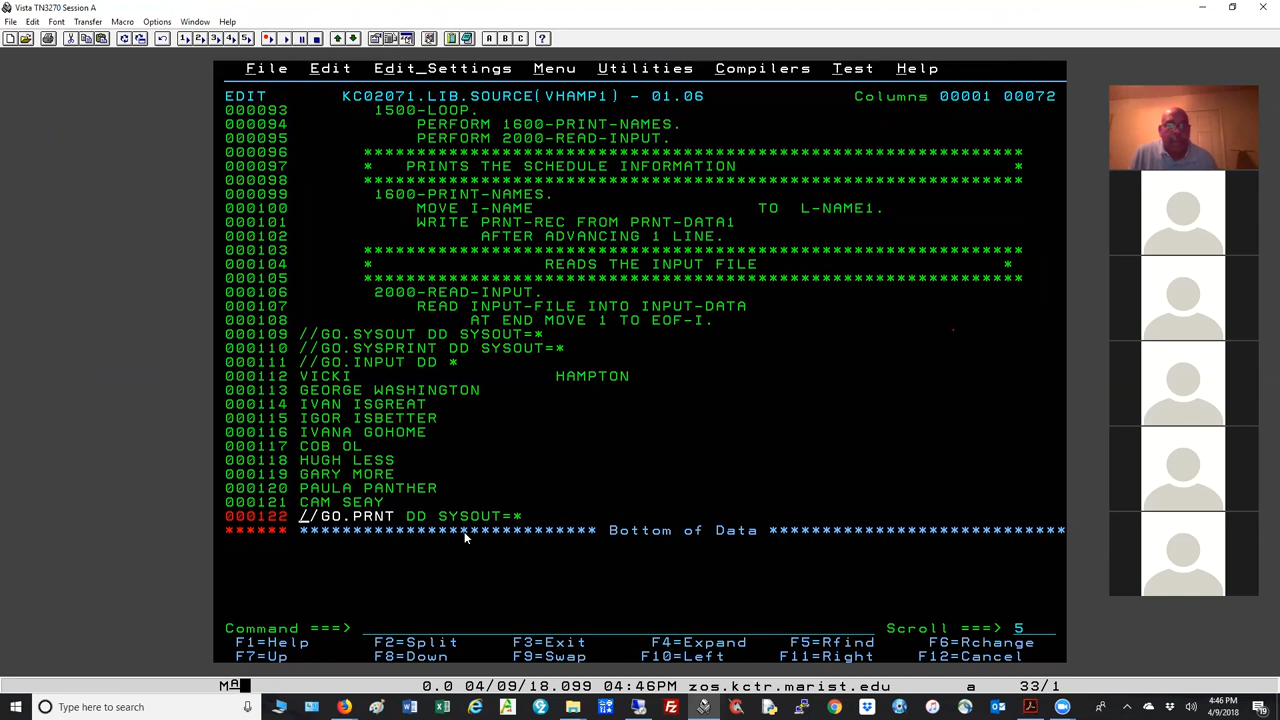 Vista TN3270 Session A
File Edit Font Transfer Macro Options Window Help
1 2 3 4 5 A B C ?
File Edit Edit_Settings Menu Utilities Compilers Test Help
EDIT KC02071.LIB.SOURCE(VHAMP1) - 01.06 Columns 00001 00072
000093 1500-LOOP.
000094 PERFORM 1600-PRINT-NAMES.
000095 PERFORM 2000-READ-INPUT.
000096 **************************************************************
000097 * PRINTS THE SCHEDULE INFORMATION *
000098 **************************************************************
000099 1600-PRINT-NAMES.
000100 MOVE I-NAME TO L-NAME1.
000101 WRITE PRNT-REC FROM PRNT-DATA1
000102 AFTER ADVANCING 1 LINE.
000103 **************************************************************
000104 * READS THE INPUT FILE *
000105 **************************************************************
000106 2000-READ-INPUT.
000107 READ INPUT-FILE INTO INPUT-DATA
000108 AT END MOVE 1 TO EOF-I.
000109 //GO.SYSOUT DD SYSOUT=*
000110 //GO.SYSPRINT DD SYSOUT=*
000111 //GO.INPUT DD *
000112 VICKI HAMPTON
000113 GEORGE WASHINGTON
000114 IVAN ISGREAT
000115 IGOR ISBETTER
000116 IVANA GOHOME
000117 COB OL
000118 HUGH LESS
000119 GARY MORE
000120 PAULA PANTHER
000121 CAM SEAY
000122 //GO.PRNT DD SYSOUT=*
****** **************************** Bottom of Data ****************************
Command ===> Scroll ===> 5
F1=Help F2=Split F3=Exit F4=Expand F5=Rfind F6=Rchange
F7=Up F8=Down F9=Swap F10=Left F11=Right F12=Cancel
MA 0.0 04/09/18.099 04:46PM zos.kctr.marist.edu a 33/1
Type here to search
4:46 PM
4/9/2018